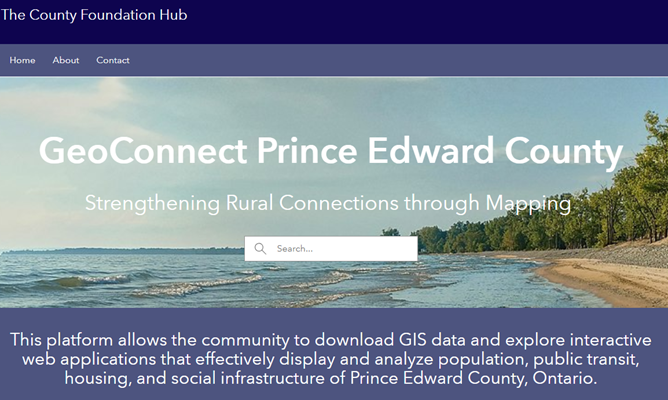 The County Foundation Hub
Home About Contact
GeoConnect Prince Edward County
Strengthening Rural Connections through Mapping
Search...
This platform allows the community to download GIS data and explore interactive
web applications that effectively display and analyze population, public transit,
housing, and social infrastructure of Prince Edward County, Ontario.